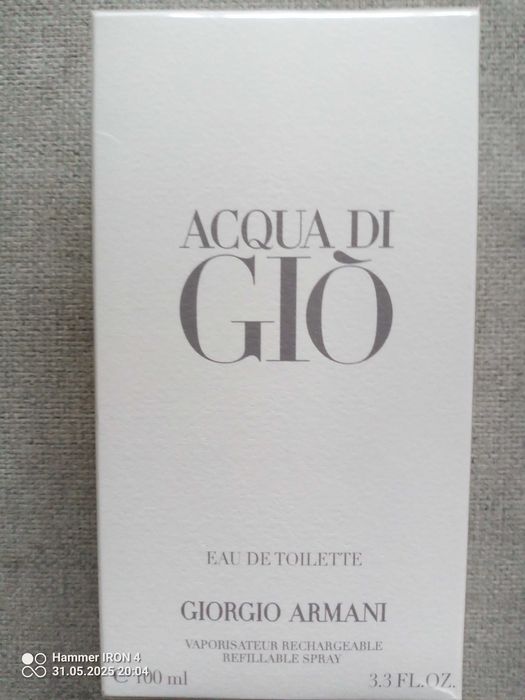 ACQUA DI
GIÒ
EAU DE TOILETTE
GIORGIO ARMANI
VAPORISATEUR RECHARGEABLE
REFILLABLE SPRAY
℮ 100 ml 3.3 FL.OZ.
Hammer IRON 4
31.05.2025 20:04